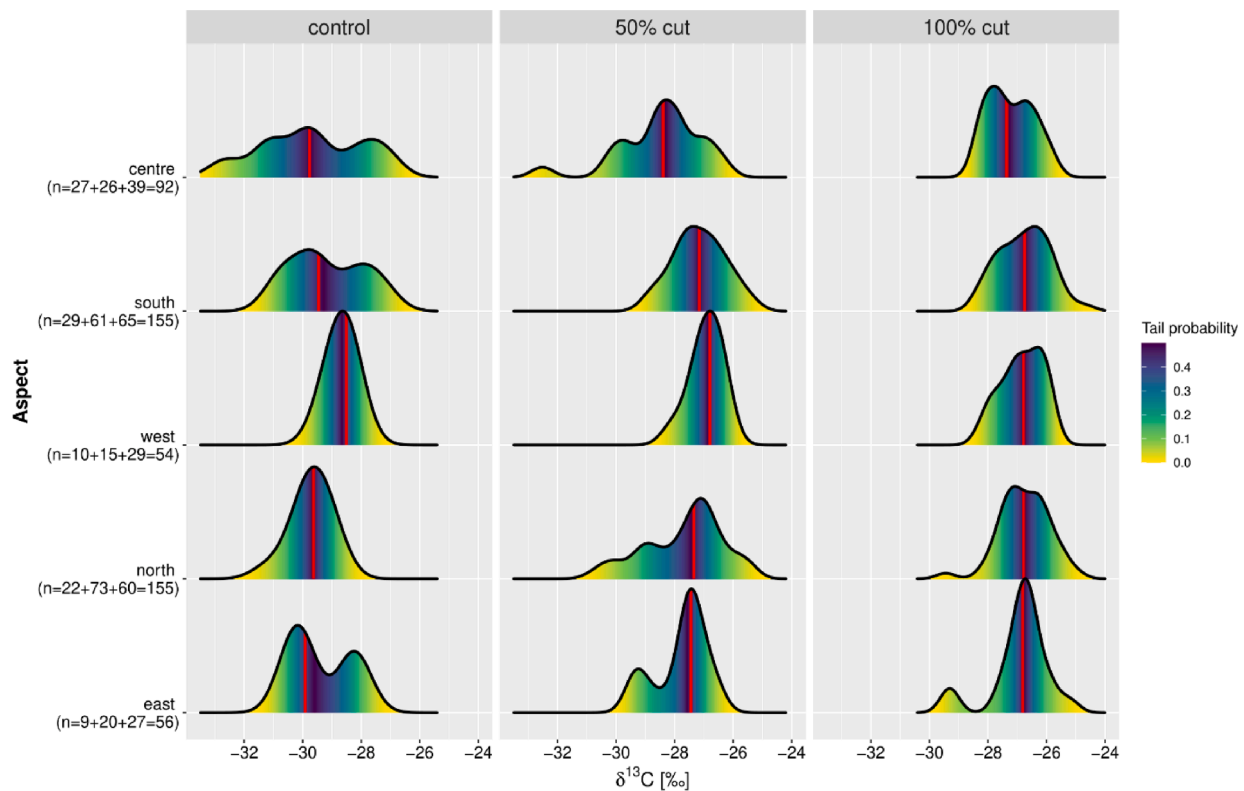 control 50% cut 100% cut
centre
(n=27+26+39=92)
south
(n=29+61+65=155)
west
(n=10+15+29=54)
north
(n=22+73+60=155)
east
(n=9+20+27=56)
Aspect
−32 −30 −28 −26 −24 −32 −30 −28 −26 −24 −32 −30 −28 −26 −24
δ¹³C [‰]
Tail probability
0.4
0.3
0.2
0.1
0.0